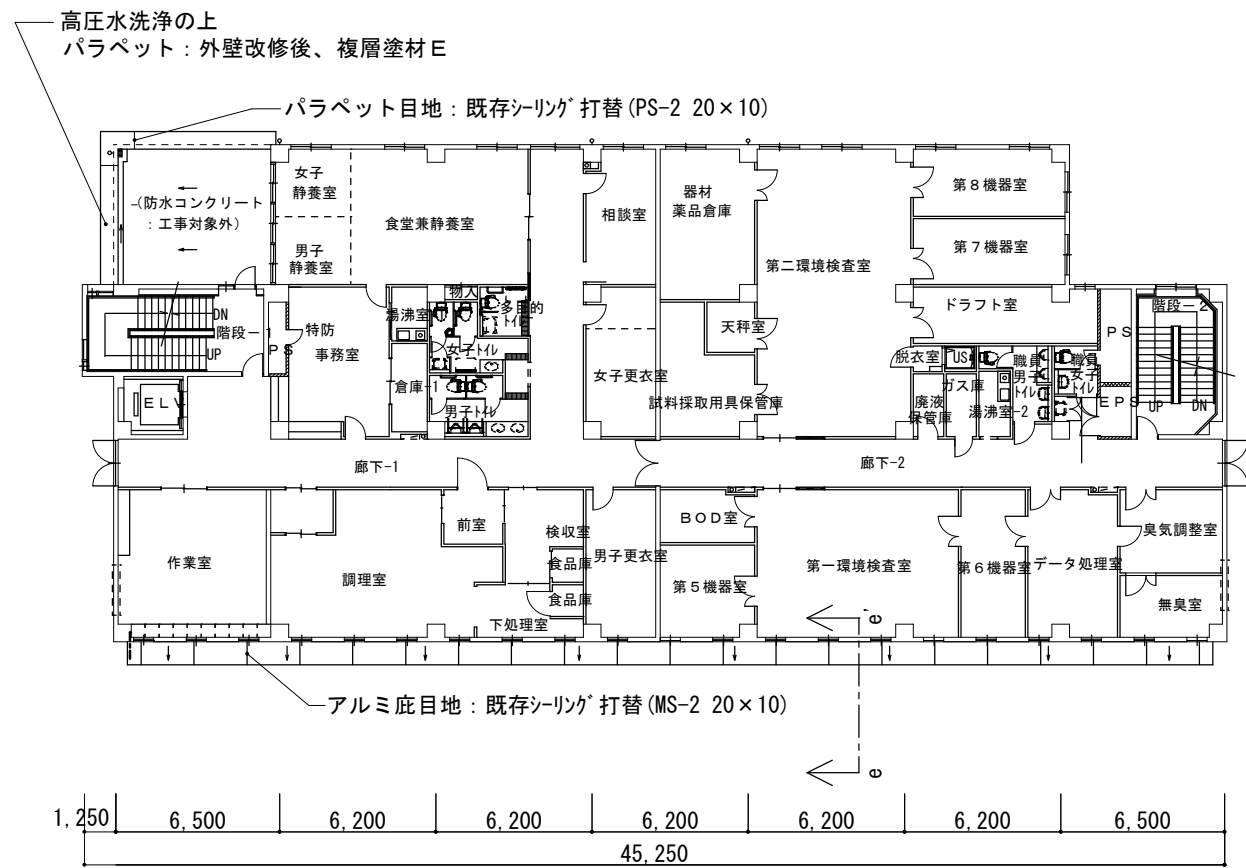 高圧水洗浄の上
パラペット：外壁改修後、複層塗材Ｅ
パラペット目地：既存シーリング打替(PS-2 20×10)
女子
静養室
(防水コンクリート
：工事対象外)
食堂兼静養室
男子
静養室
相談室
器材
薬品倉庫
第二環境検査室
第８機器室
第７機器室
物入
多目的
トイレ
湯沸室
ドラフト室
DN
階段－1
UP
ＰＳ
特防
事務室
女子トイレ
天秤室
ＰＳ
階段－2
脱衣室
US
職員
男子
トイレ
職員
女子
トイレ
倉庫-1
女子更衣室
試料採取用具保管庫
ガス庫
廃液
保管庫
湯沸室-2
ＥＰＳ
UP
DN
ＥＬＶ
男子トイレ
廊下-1
廊下-2
前室
検収室
ＢＯＤ室
臭気調整室
作業室
調理室
食品庫
男子更衣室
第５機器室
第一環境検査室
第６機器室
データ処理室
食品庫
無臭室
下処理室
e'
アルミ庇目地：既存シーリング打替(MS-2 20×10)
e
1,250
6,500
6,200
6,200
6,200
6,200
6,200
6,500
45,250